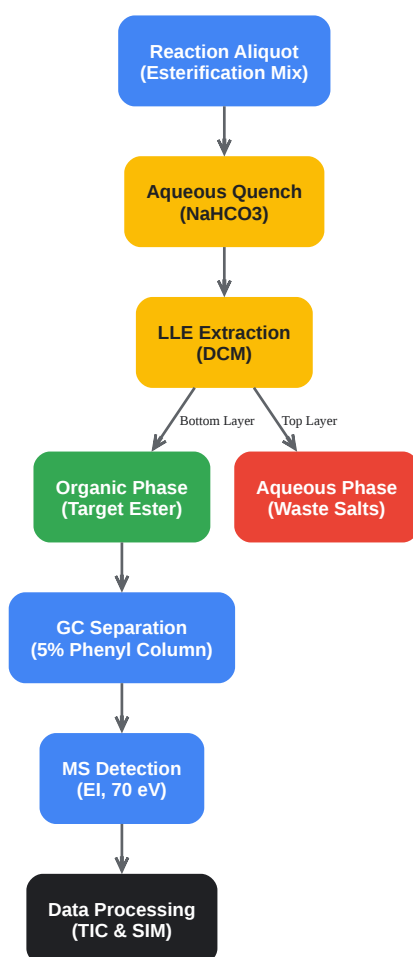 Reaction Aliquot
(Esterification Mix)
Aqueous Quench
(NaHCO3)
LLE Extraction
(DCM)
Bottom Layer
Top Layer
Organic Phase
(Target Ester)
Aqueous Phase
(Waste Salts)
GC Separation
(5% Phenyl Column)
MS Detection
(EI, 70 eV)
Data Processing
(TIC & SIM)